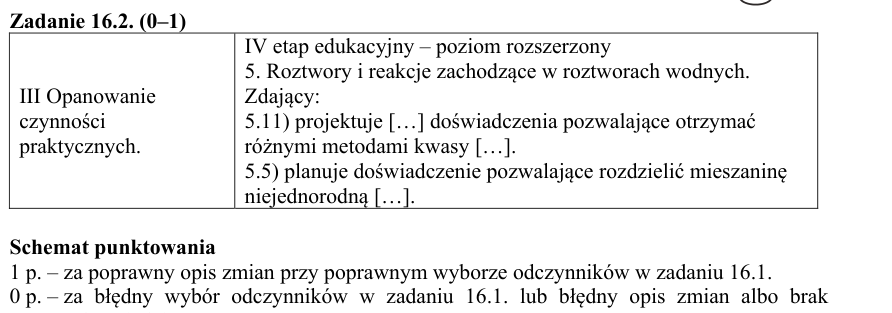 Zadanie 16.2. (0–1)
III Opanowanie
czynności
praktycznych.
IV etap edukacyjny – poziom rozszerzony
5. Roztwory i reakcje zachodzące w roztworach wodnych.
Zdający:
5.11) projektuje […] doświadczenia pozwalające otrzymać
różnymi metodami kwasy […].
5.5) planuje doświadczenie pozwalające rozdzielić mieszaninę
niejednorodną […].
Schemat punktowania
1 p. – za poprawny opis zmian przy poprawnym wyborze odczynników w zadaniu 16.1.
0 p. – za błędny wybór odczynników w zadaniu 16.1. lub błędny opis zmian albo brak